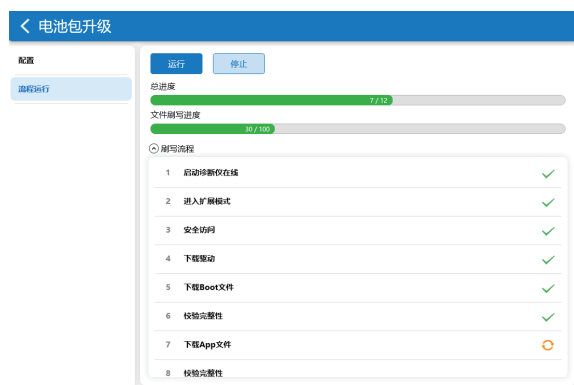 电池包升级
配置
流程运行
运行 停止
总进度
7 / 12
文件刷写进度
30 / 100
刷写流程
1 启动诊断仪在线
2 进入扩展模式
3 安全访问
4 下载驱动
5 下载Boot文件
6 校验完整性
7 下载App文件
8 校验完整性